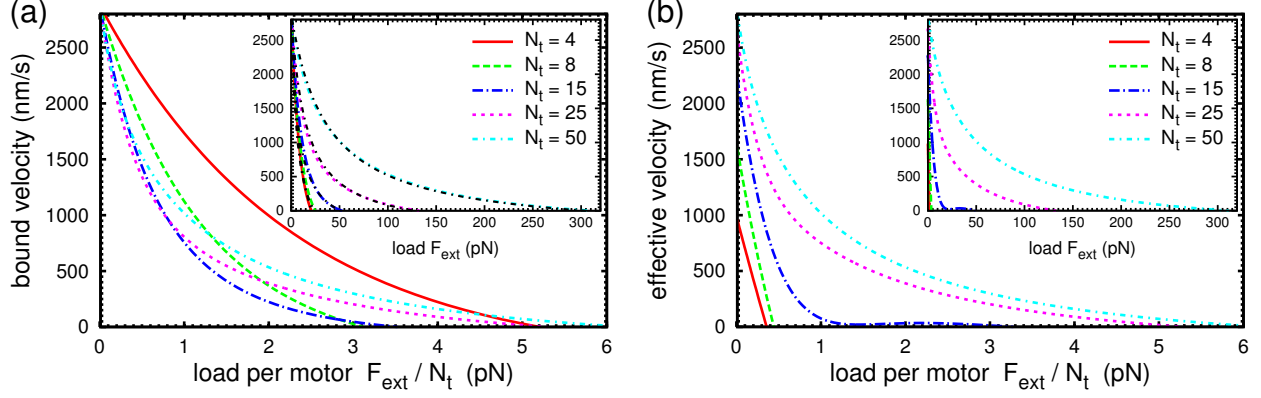 (a)
bound velocity (nm/s)
2500
2000
1500
1000
500
0
0 1 2 3 4 5 6
load per motor F_ext / N_t (pN)
2500
2000
1500
1000
500
0
0 50 100 150 200 250 300
load F_ext (pN)
N_t = 4
N_t = 8
N_t = 15
N_t = 25
N_t = 50
(b)
effective velocity (nm/s)
2500
2000
1500
1000
500
0
0 1 2 3 4 5 6
load per motor F_ext / N_t (pN)
2500
2000
1500
1000
500
0
0 50 100 150 200 250 300
load F_ext (pN)
N_t = 4
N_t = 8
N_t = 15
N_t = 25
N_t = 50